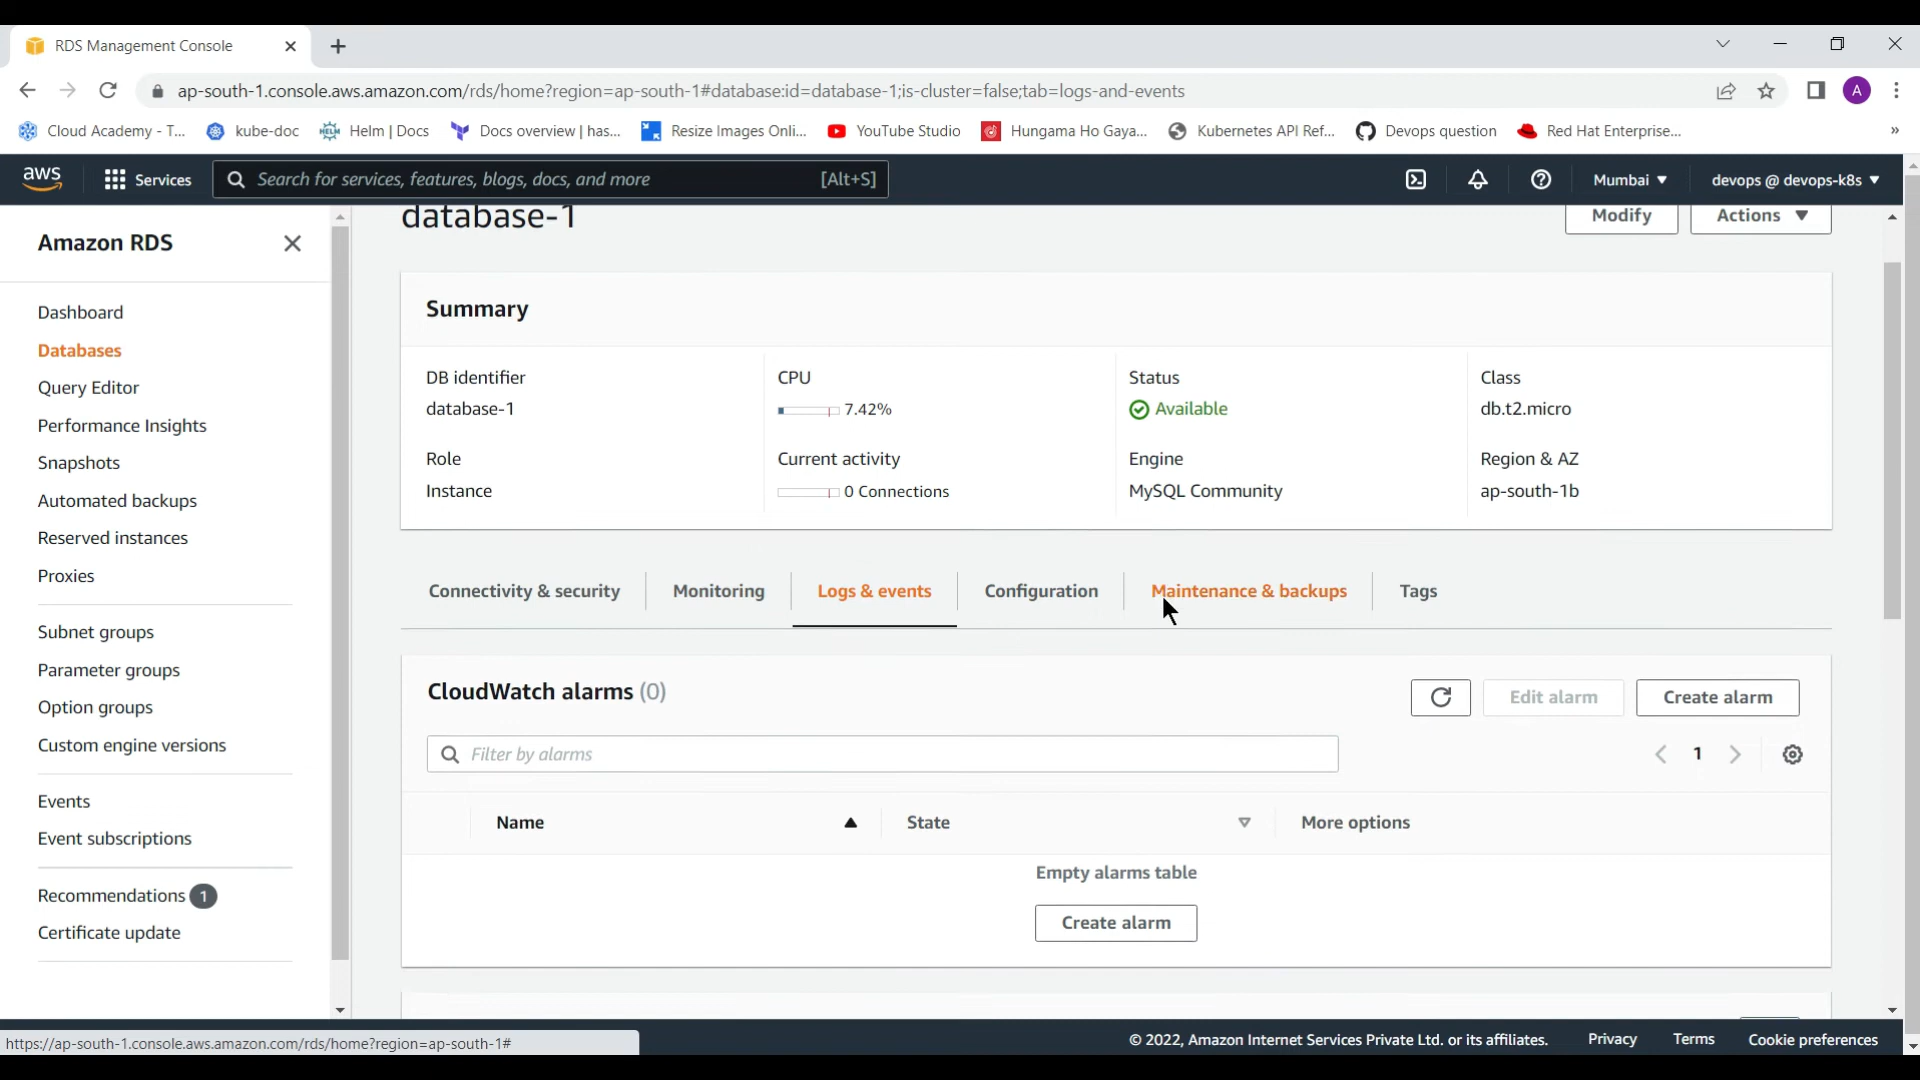 RDS Management Console
ap-south-1.console.aws.amazon.com/rds/home?region=ap-south-1#database:id=database-1;is-cluster=false;tab=logs-and-events
A
Cloud Academy - T...
kube-doc
HELM
Helm | Docs
Docs overview | has...
Resize Images Onli...
YouTube Studio
Hungama Ho Gaya...
Kubernetes API Ref...
Devops question
Red Hat Enterprise...
»
aws
Services
Search for services, features, blogs, docs, and more
[Alt+S]
Mumbai
devops @ devops-k8s
Amazon RDS
Dashboard
Databases
Query Editor
Performance Insights
Snapshots
Automated backups
Reserved instances
Proxies
Subnet groups
Parameter groups
Option groups
Custom engine versions
Events
Event subscriptions
Recommendations 1
Certificate update
database-1
Modify
Actions
Summary
DB identifier
database-1
CPU
7.42%
Status
Available
Class
db.t2.micro
Role
Instance
Current activity
0 Connections
Engine
MySQL Community
Region & AZ
ap-south-1b
Connectivity & security
Monitoring
Logs & events
Configuration
Maintenance & backups
Tags
CloudWatch alarms (0)
Edit alarm
Create alarm
Filter by alarms
1
Name
State
More options
Empty alarms table
Create alarm
https://ap-south-1.console.aws.amazon.com/rds/home?region=ap-south-1#
© 2022, Amazon Internet Services Private Ltd. or its affiliates.
Privacy
Terms
Cookie preferences